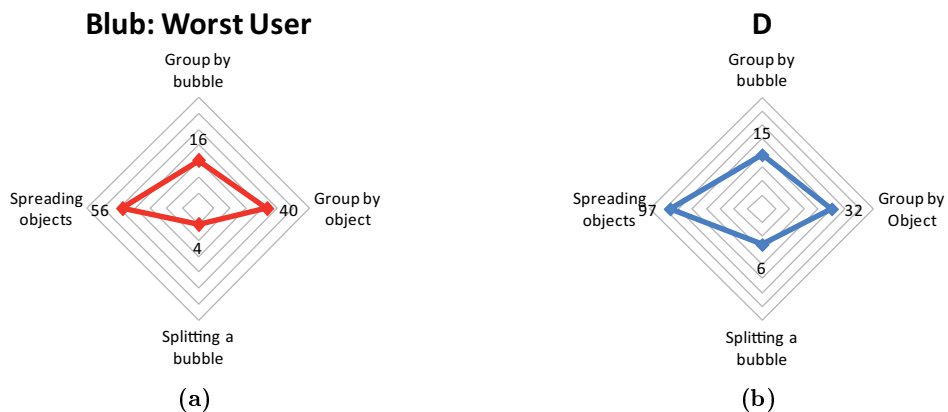 Blub: Worst User
Group by
bubble
16
Spreading
objects
56
40
Group by
object
4
Splitting a
bubble
(a)
D
Group by
bubble
15
Spreading
objects
97
32
Group by
Object
6
Splitting a
bubble
(b)